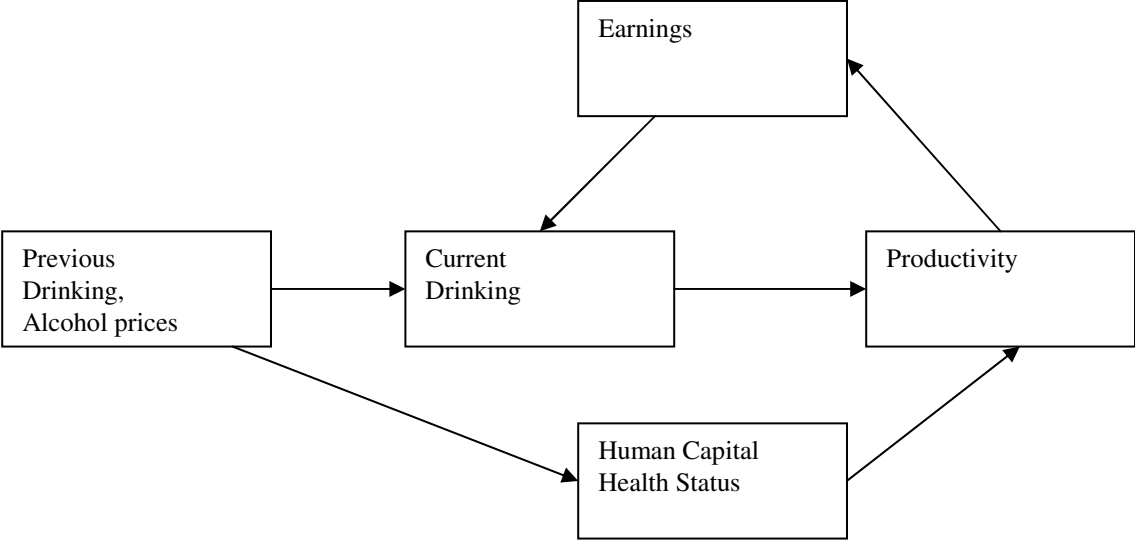 Earnings
Previous
Drinking,
Alcohol prices
Current
Drinking
Productivity
Human Capital
Health Status